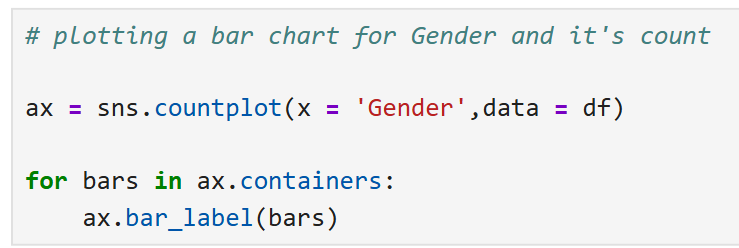 # plotting a bar chart for Gender and it's count
ax = sns.countplot(x = 'Gender',data = df)
for bars in ax.containers:
    ax.bar_label(bars)